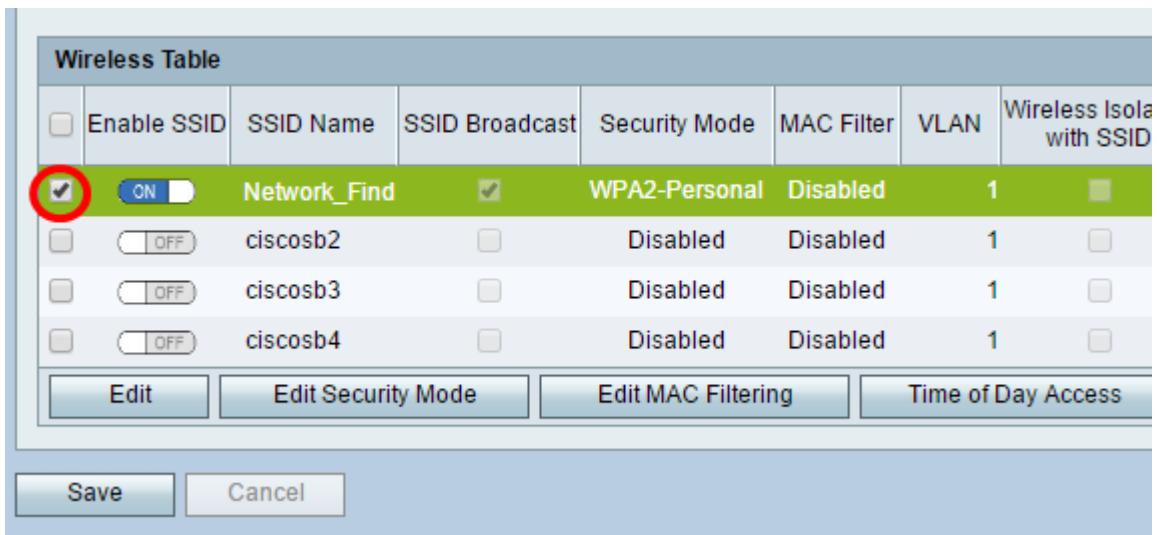 Wireless Table
Enable SSID SSID Name SSID Broadcast Security Mode MAC Filter VLAN Wireless Isola
with SSID
ON Network_Find WPA2-Personal Disabled 1
OFF ciscosb2 Disabled Disabled 1
OFF ciscosb3 Disabled Disabled 1
OFF ciscosb4 Disabled Disabled 1
Edit Edit Security Mode Edit MAC Filtering Time of Day Access
Save Cancel